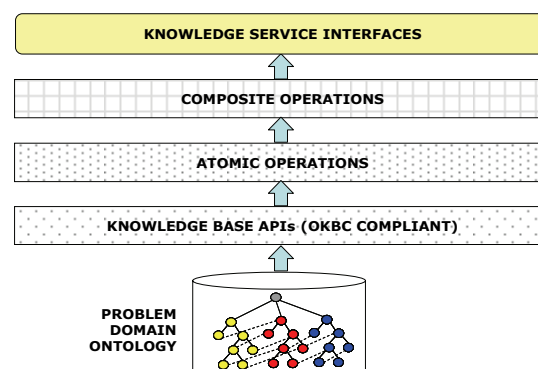 KNOWLEDGE SERVICE INTERFACES
COMPOSITE OPERATIONS
ATOMIC OPERATIONS
KNOWLEDGE BASE APIs (OKBC COMPLIANT)
PROBLEM
DOMAIN
ONTOLOGY